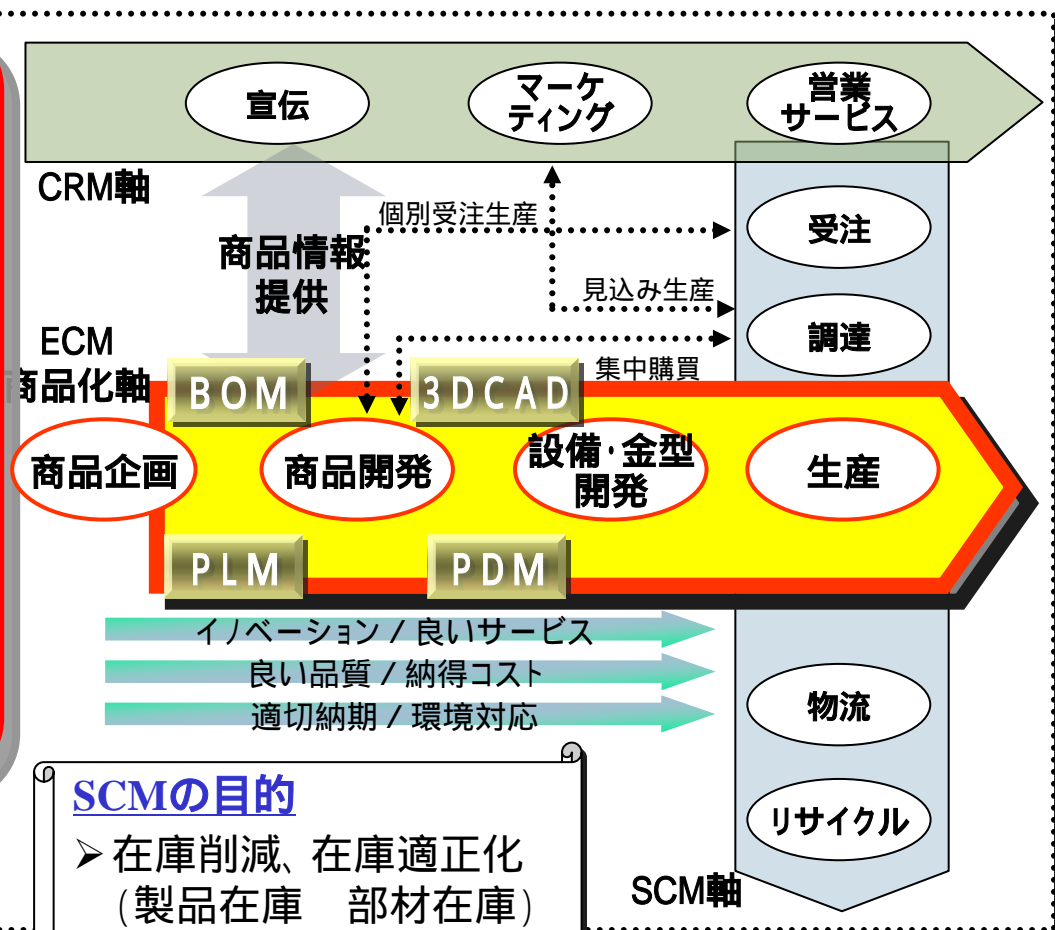 宣伝
マーケ
ティング
営業
サービス
CRM軸
個別受注生産
受注
商品情報
提供
見込み生産
調達
ECM
商品化軸
集中購買
BOM
3DCAD
商品企画
商品開発
設備・金型
開発
生産
PLM
PDM
イノベーション / 良いサービス
良い品質 / 納得コスト
適切納期 / 環境対応
物流
リサイクル
SCM軸
SCMの目的
➢ 在庫削減、在庫適正化
(製品在庫　部材在庫)